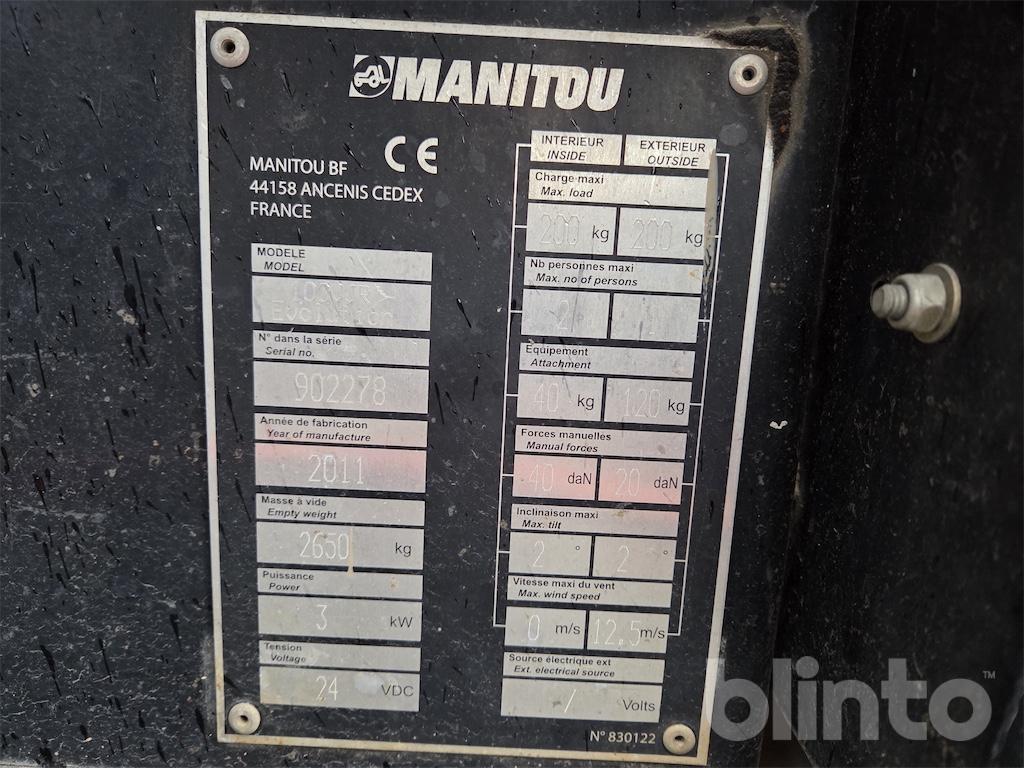 MANITOU
CE
MANITOU BF
44158 ANCENIS CEDEX
FRANCE
MODELE
MODEL
Evolution
N° dans la série
Serial no.
902278
Année de fabrication
Year of manufacture
2011
Masse à vide
Empty weight
2650 kg
Puissance
Power
3 kW
Tension
Voltage
24 VDC
INTERIEUR EXTERIEUR
INSIDE OUTSIDE
Charge maxi
Max. load
200 kg 200 kg
Nb personnes maxi
Max. no of persons
2 1
Equipement
Attachment
40 kg 120 kg
Forces manuelles
Manual forces
40 daN 20 daN
Inclinaison maxi
Max. tilt
2 ° 2 °
Vitesse maxi du vent
Max. wind speed
0 m/s 12.5 m/s
Source électrique ext
Ext. electrical source
/ Volts
N° 830122
blinto™